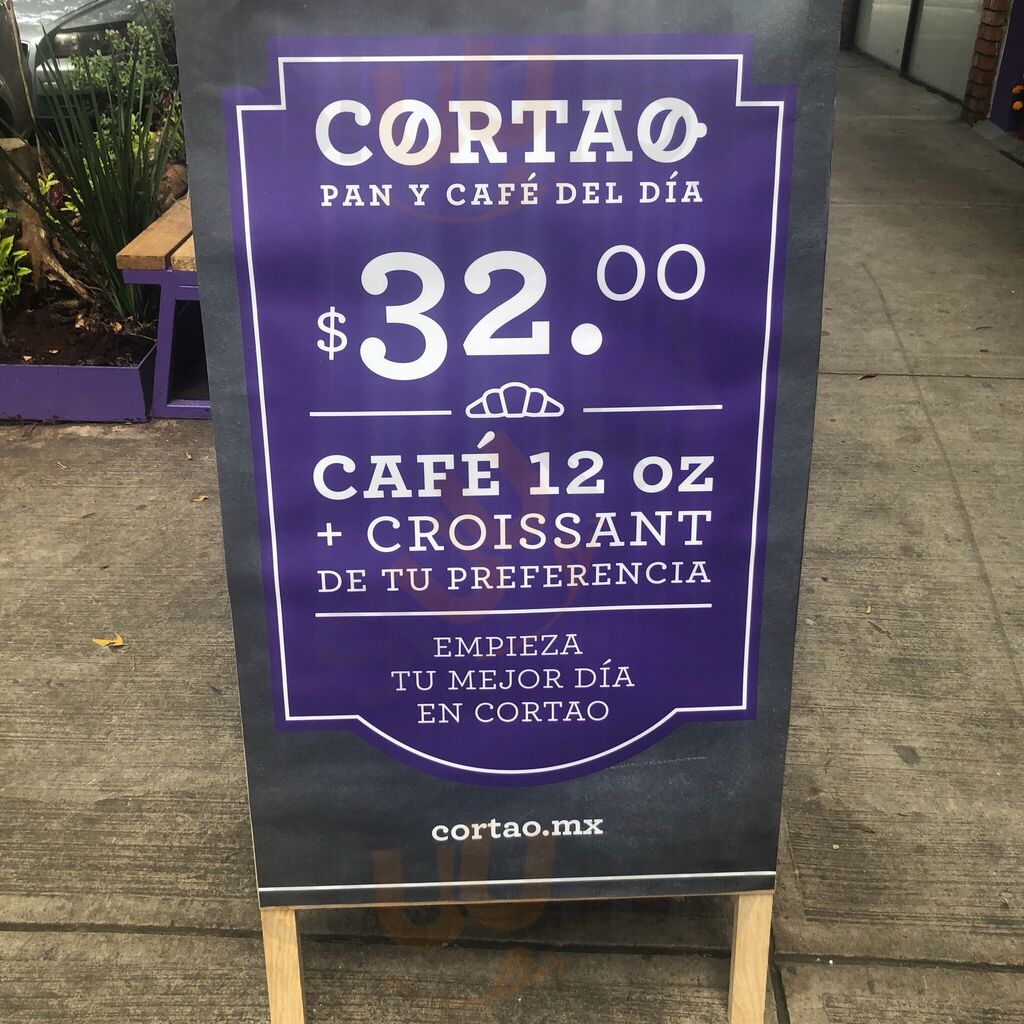 CORTAO
PAN Y CAFÉ DEL DÍA
$32.00
CAFÉ 12 OZ
+ CROISSANT
DE TU PREFERENCIA
EMPIEZA
TU MEJOR DÍA
EN CORTAO
cortao.mx